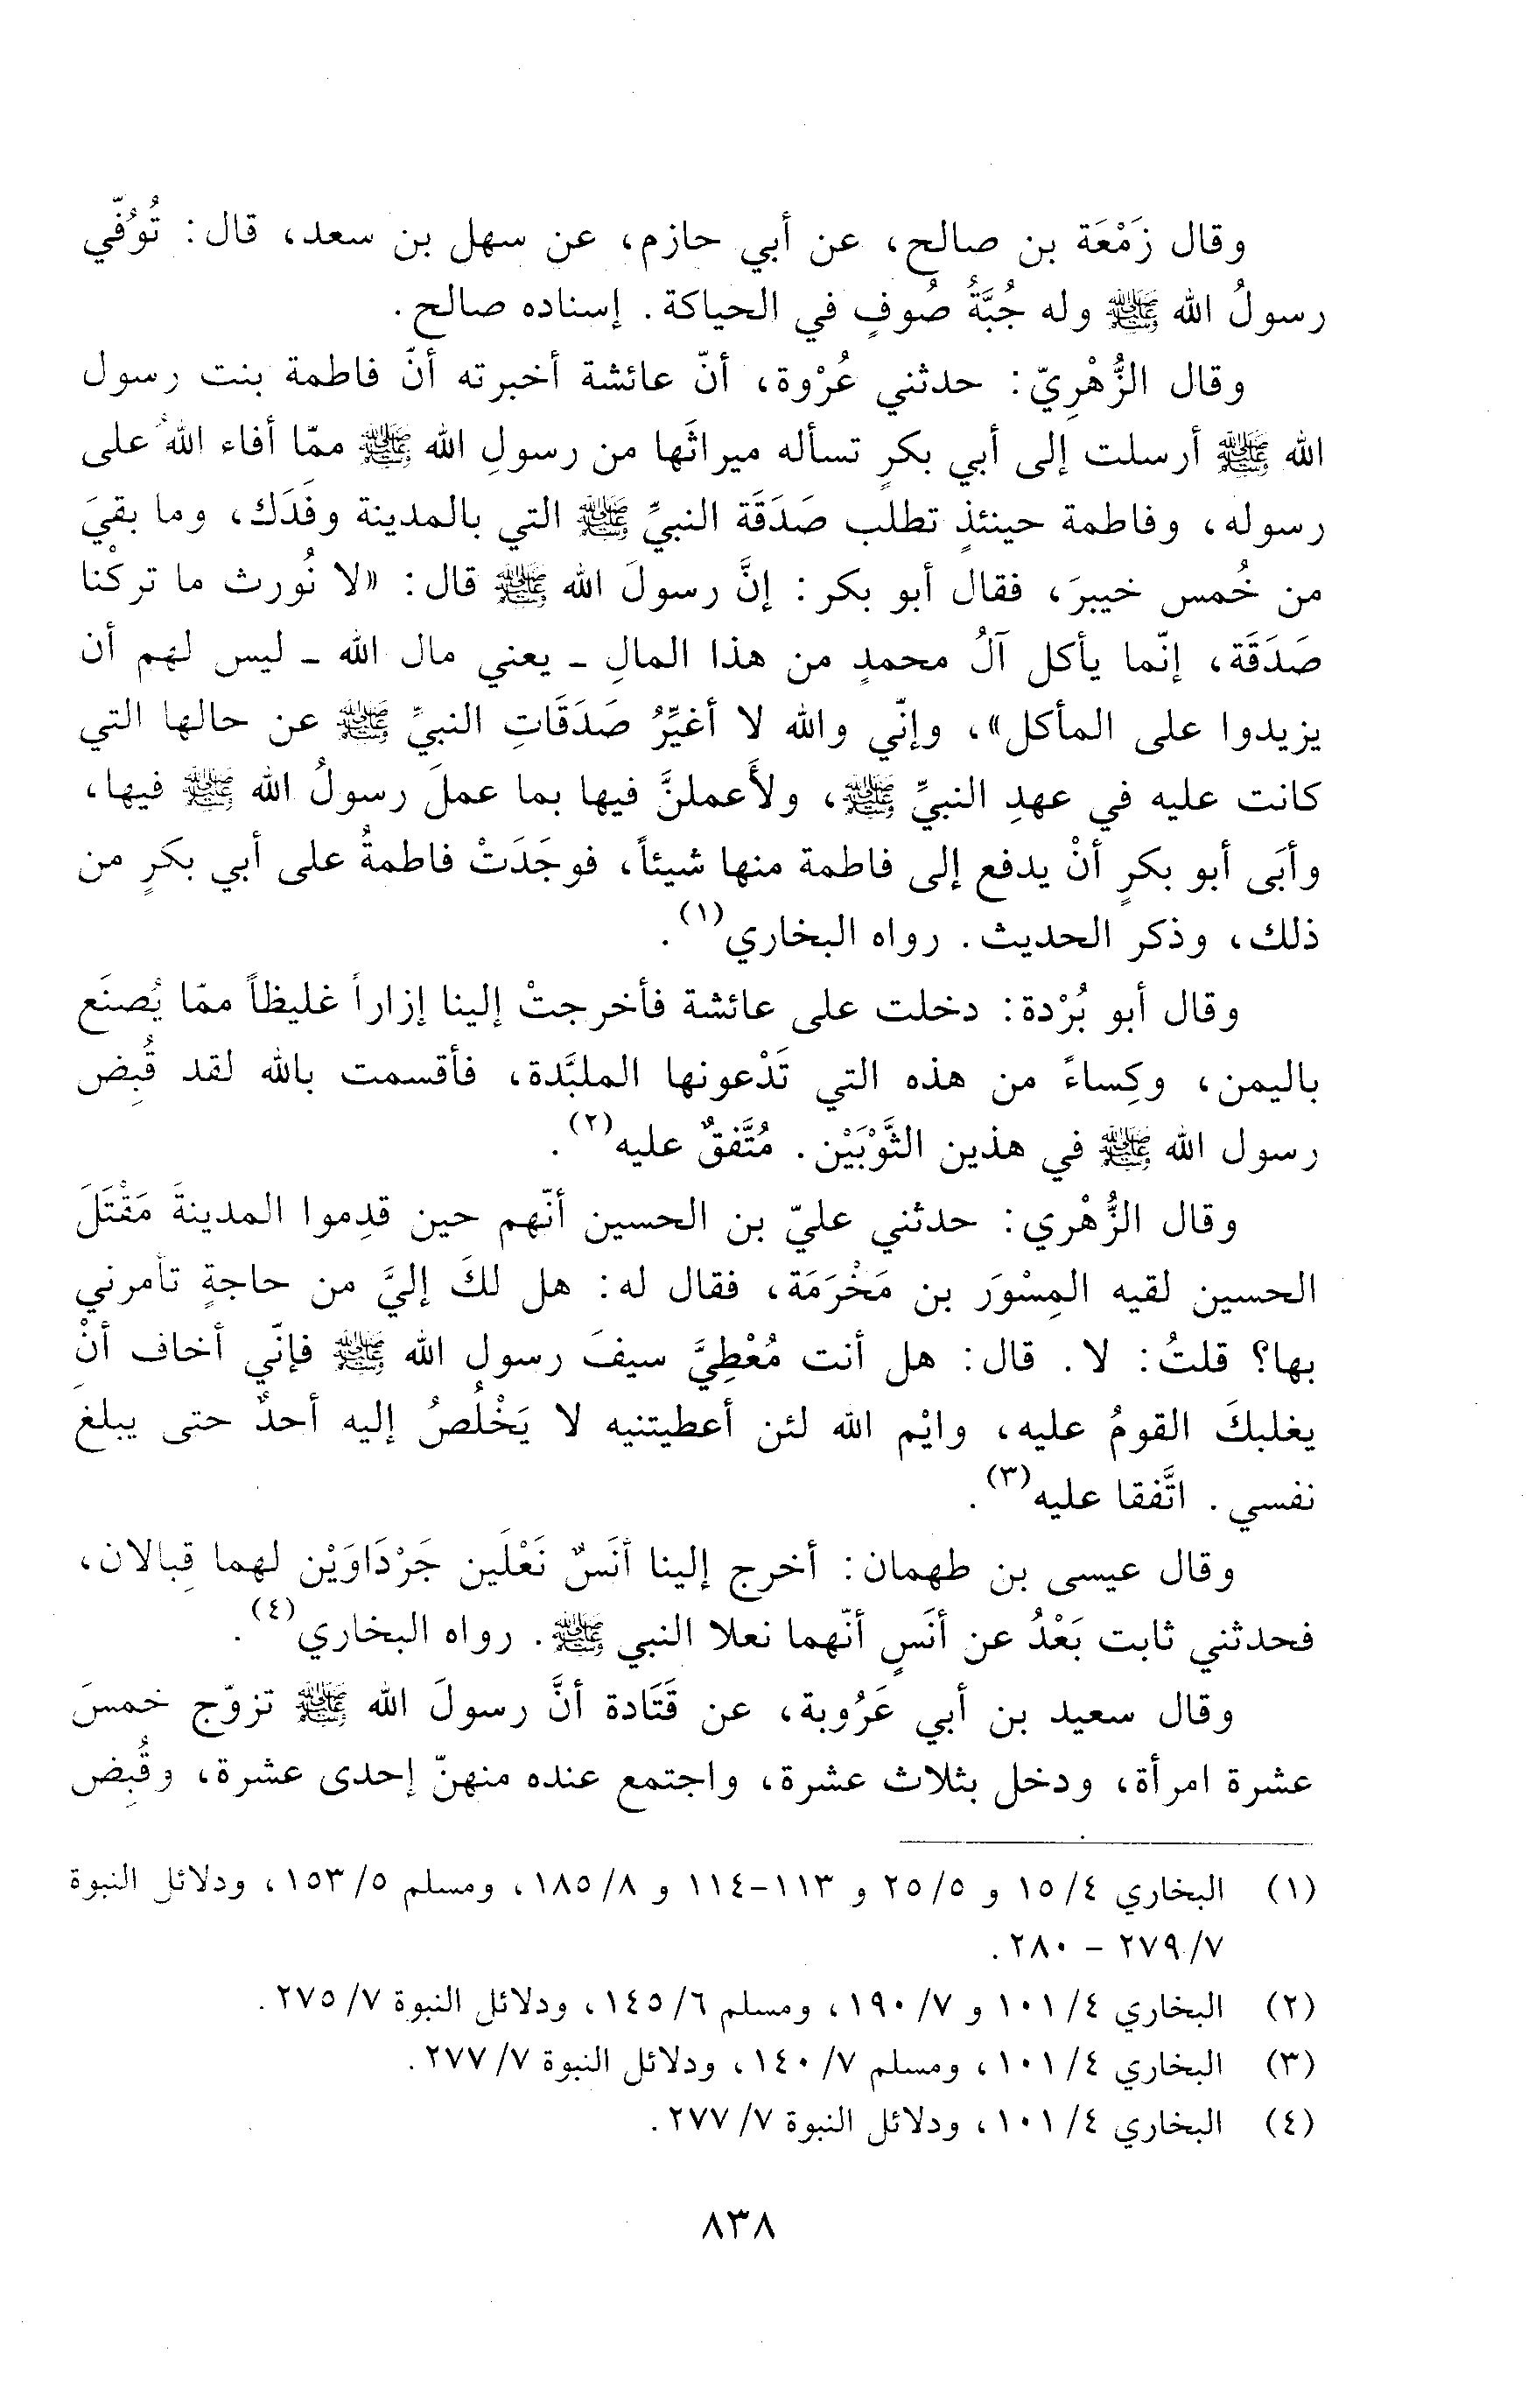 وقال زَمْعَة بن صالح، عن أبي حازم، عن سهل بن سعد، قال: تُوُفّي
رسولُ الله ﷺ وله جُبَّةُ صُوفٍ في الحياكة. إسناده صالح.
وقال الزُّهْرِيّ: حدثني عُرْوة، أنّ عائشة أخبرته أنّ فاطمة بنت رسول
الله ﷺ أرسلت إلى أبي بكرٍ تسأله ميراثَها من رسولِ الله ﷺ ممّا أفاء اللهُ على
رسوله، وفاطمة حينئذٍ تطلب صَدَقَة النبيِّ ﷺ التي بالمدينة وفَدَك، وما بقيَ
من خُمس خيبرَ، فقال أبو بكر: إنَّ رسولَ الله ﷺ قال: «لا نُورث ما تركْنا
صَدَقَة، إنّما يأكل آلُ محمدٍ من هذا المالِ ـ يعني مال الله ـ ليس لهم أن
يزيدوا على المأكل»، وإنّي والله لا أغيِّرُ صَدَقَاتِ النبيِّ ﷺ عن حالها التي
كانت عليه في عهدِ النبيِّ ﷺ، ولأَعملنَّ فيها بما عملَ رسولُ الله ﷺ فيها،
وأبَى أبو بكرٍ أنْ يدفع إلى فاطمة منها شيئاً، فوجَدَتْ فاطمةُ على أبي بكرٍ من
ذلك، وذكر الحديث. رواه البخاري(١).
وقال أبو بُرْدة: دخلت على عائشة فأخرجتْ إلينا إزاراً غليظاً ممّا يُصنَع
باليمن، وكِساءً من هذه التي تَدْعونها الملبَّدة، فأقسمت بالله لقد قُبِض
رسول الله ﷺ في هذين الثَّوْبَيْن. مُتَّفقٌ عليه(٢).
وقال الزُّهْري: حدثني عليّ بن الحسين أنّهم حين قدِموا المدينةَ مَقْتَلَ
الحسين لقيه المِسْوَر بن مَخْرَمَة، فقال له: هل لكَ إليَّ من حاجةٍ تأمرني
بها؟ قلتُ: لا. قال: هل أنت مُعْطِيَّ سيفَ رسول الله ﷺ فإنّي أخاف أنْ
يغلبكَ القومُ عليه، وايْم الله لئن أعطيتنيه لا يَخْلُصُ إليه أحدٌ حتى يبلغَ
نفسي. اتَّفقا عليه(٣).
وقال عيسى بن طهمان: أخرج إلينا أنَسٌ نَعْلَين جَرْدَاوَيْن لهما قِبالان،
فحدثني ثابت بَعْدُ عن أنَسٍ أنّهما نعلا النبي ﷺ. رواه البخاري(٤).
وقال سعيد بن أبي عَرُوبة، عن قَتَادة أنَّ رسولَ الله ﷺ تزوّج خمسَ
عشرة امرأة، ودخل بثلاث عشرة، واجتمع عنده منهنّ إحدى عشرة، وقُبِض
(١) البخاري ٤/ ١٥ و ٥/ ٢٥ و ١١٣-١١٤ و ٨/ ١٨٥، ومسلم ٥/ ١٥٣، ودلائل النبوة
٧/ ٢٧٩ - ٢٨٠.
(٢) البخاري ٤/ ١٠١ و ٧/ ١٩٠، ومسلم ٦/ ١٤٥، ودلائل النبوة ٧/ ٢٧٥.
(٣) البخاري ٤/ ١٠١، ومسلم ٧/ ١٤٠، ودلائل النبوة ٧/ ٢٧٧.
(٤) البخاري ٤/ ١٠١، ودلائل النبوة ٧/ ٢٧٧.
٨٣٨